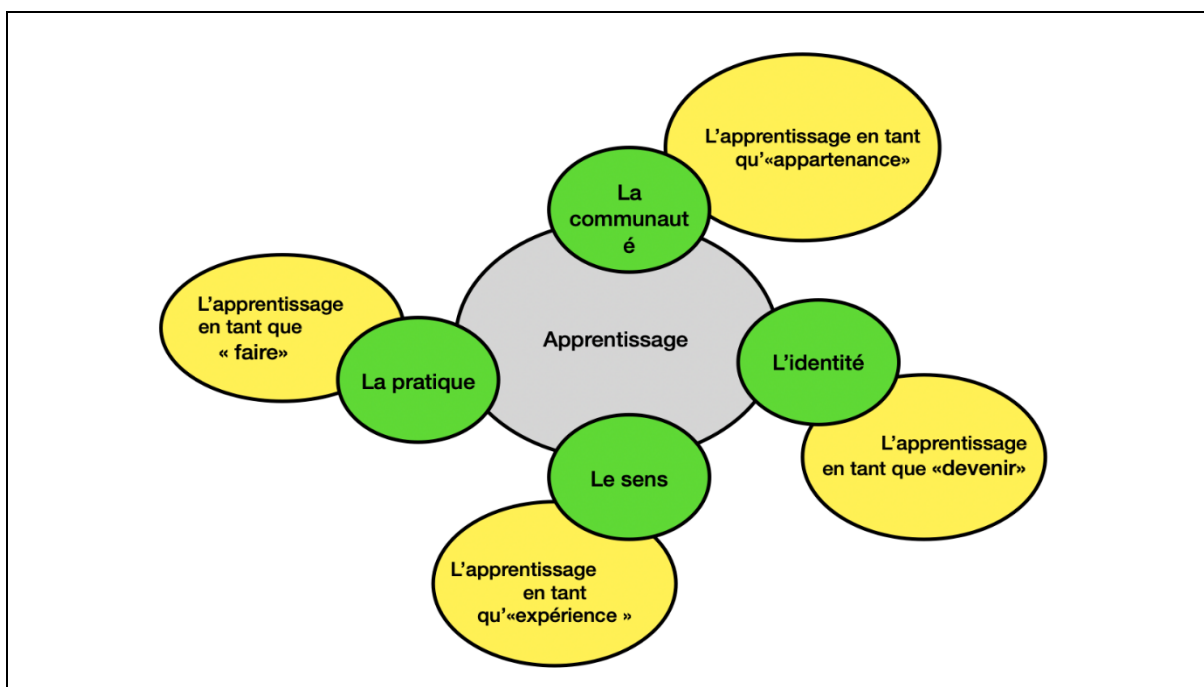 L'apprentissage en tant
qu'«appartenance»
La
communaut
é
L'apprentissage
en tant que
« faire»
Apprentissage
La pratique
L'identité
L'apprentissage
en tant que «devenir»
Le sens
L'apprentissage
en tant
qu'«expérience »